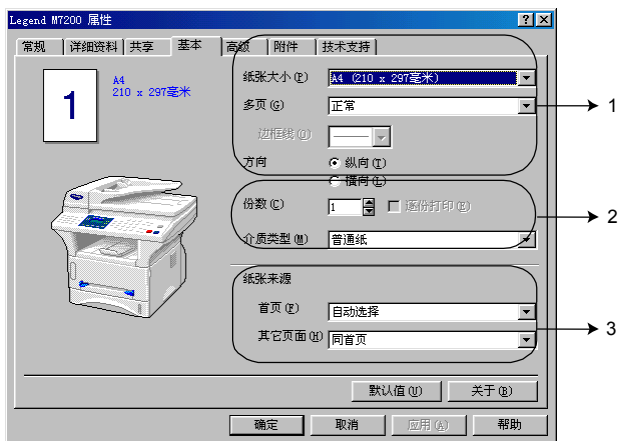 Legend M7200 属性
常规 详细资料 共享 基本 高级 附件 技术支持
1
A4
210 x 297毫米
纸张大小(P) A4 (210 x 297毫米)
多页(G) 正常
边框线(O)
方向 纵向(T)
横向(L)
1
份数(C) 1 逐份打印(E)
介质类型(M) 普通纸
2
纸张来源
首页(F) 自动选择
其它页面(H) 同首页
3
默认值(U) 关于(B)
确定 取消 应用(A) 帮助